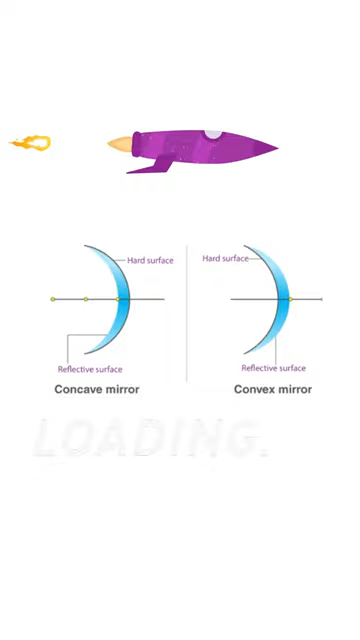 Hard surface
Hard surface
Reflective surface
Reflective surface
Concave mirror
Convex mirror
LOADING.